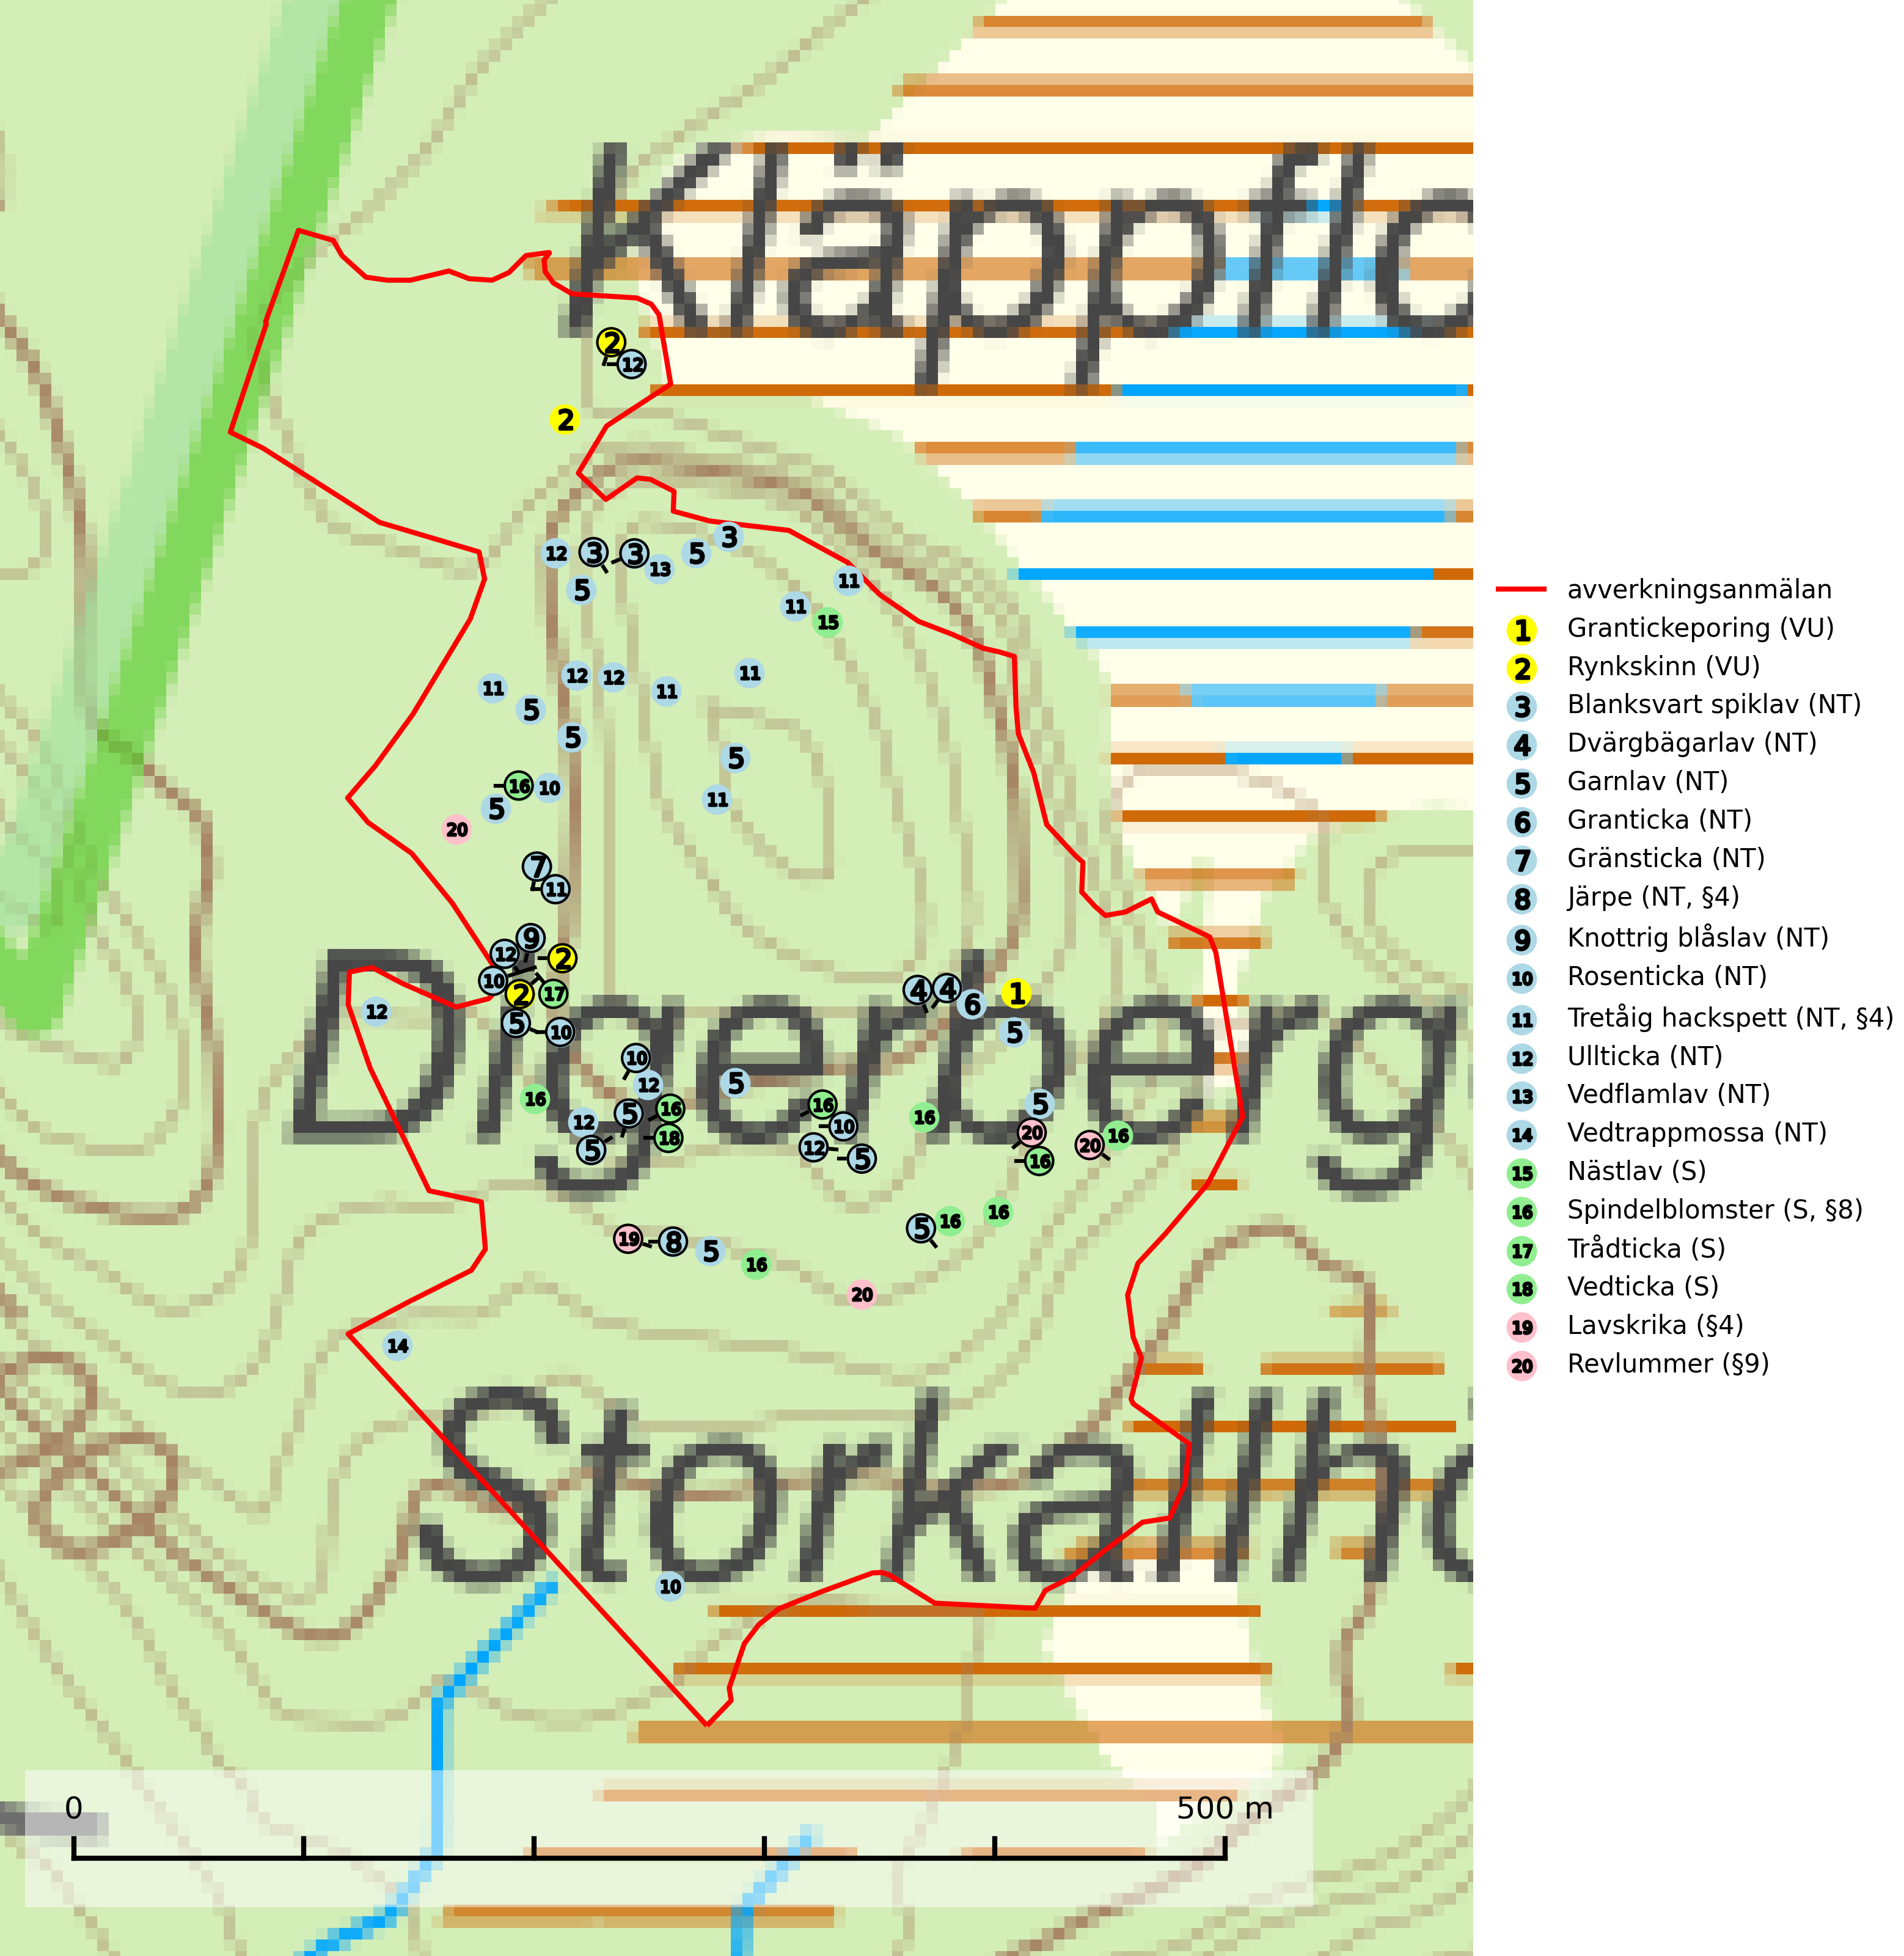 Kläppflo
2
12
2
3
12
3
3
5
13
5
11
11
15
12
12
11
11
11
5
5
5
16
10
11
5
20
7
11
9
12
2
10
2
17
4
4
6
1
Digerberg
12
5
10
5
10
12
5
16
5
16
12
18
5
16
10
12
5
16
5
20
20
16
16
19
8
5
16
5
16
16
20
14
Storkallho
10
0 500 m
avverkningsanmälan
1 Grantickeporing (VU)
2 Rynkskinn (VU)
3 Blanksvart spiklav (NT)
4 Dvärgbägarlav (NT)
5 Garnlav (NT)
6 Granticka (NT)
7 Gränsticka (NT)
8 Järpe (NT, §4)
9 Knottrig blåslav (NT)
10 Rosenticka (NT)
11 Tretåig hackspett (NT, §4)
12 Ullticka (NT)
13 Vedflamlav (NT)
14 Vedtrappmossa (NT)
15 Nästlav (S)
16 Spindelblomster (S, §8)
17 Trådticka (S)
18 Vedticka (S)
19 Lavskrika (§4)
20 Revlummer (§9)